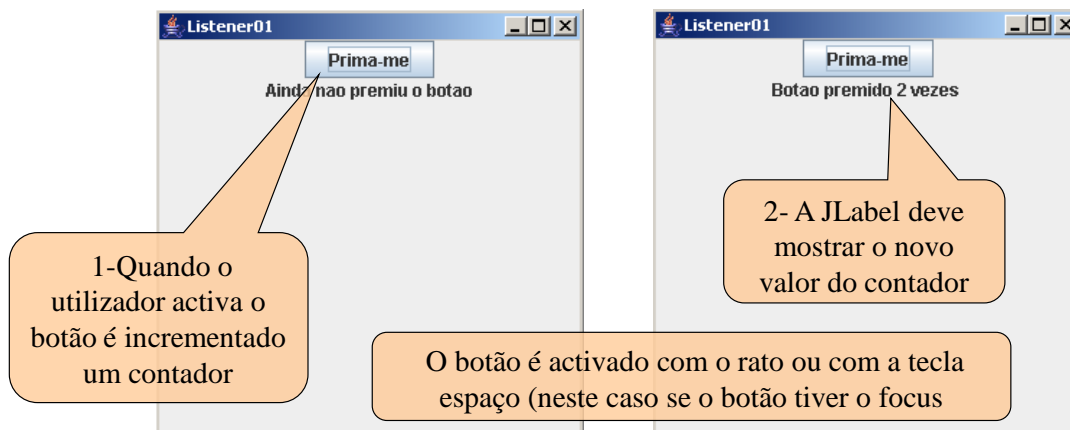 Listener01
Prima-me
Ainda nao premiu o botao
1-Quando o
utilizador activa o
botão é incrementado
um contador
Listener01
Prima-me
Botao premido 2 vezes
2- A JLabel deve
mostrar o novo
valor do contador
O botão é activado com o rato ou com a tecla
espaço (neste caso se o botão tiver o focus